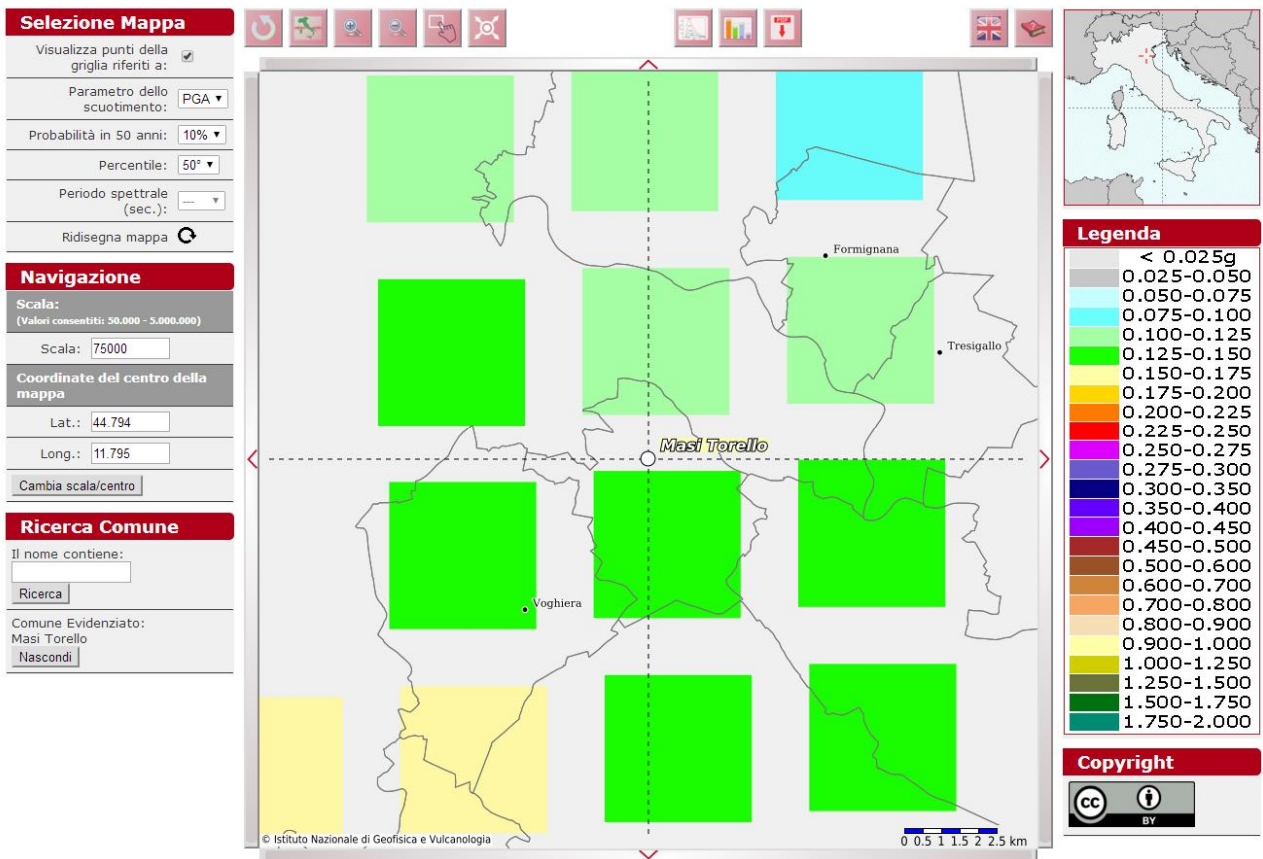 Selezione Mappa
Visualizza punti della
griglia riferiti a:
Parametro dello
scuotimento: PGA
Probabilità in 50 anni: 10%
Percentile: 50°
Periodo spettrale
(sec.): ---
Ridisegna mappa
Navigazione
Scala:
(Valori consentiti: 50.000 - 5.000.000)
Scala: 75000
Coordinate del centro della
mappa
Lat.: 44.794
Long.: 11.795
Cambia scala/centro
Ricerca Comune
Il nome contiene:
Ricerca
Comune Evidenziato:
Masi Torello
Nascondi
PDF
Formignana
Tresigallo
Masi Torello
Voghiera
© Istituto Nazionale di Geofisica e Vulcanologia
0 0.5 1 1.5 2 2.5 km
Legenda
< 0.025g
0.025-0.050
0.050-0.075
0.075-0.100
0.100-0.125
0.125-0.150
0.150-0.175
0.175-0.200
0.200-0.225
0.225-0.250
0.250-0.275
0.275-0.300
0.300-0.350
0.350-0.400
0.400-0.450
0.450-0.500
0.500-0.600
0.600-0.700
0.700-0.800
0.800-0.900
0.900-1.000
1.000-1.250
1.250-1.500
1.500-1.750
1.750-2.000
Copyright
cc
BY